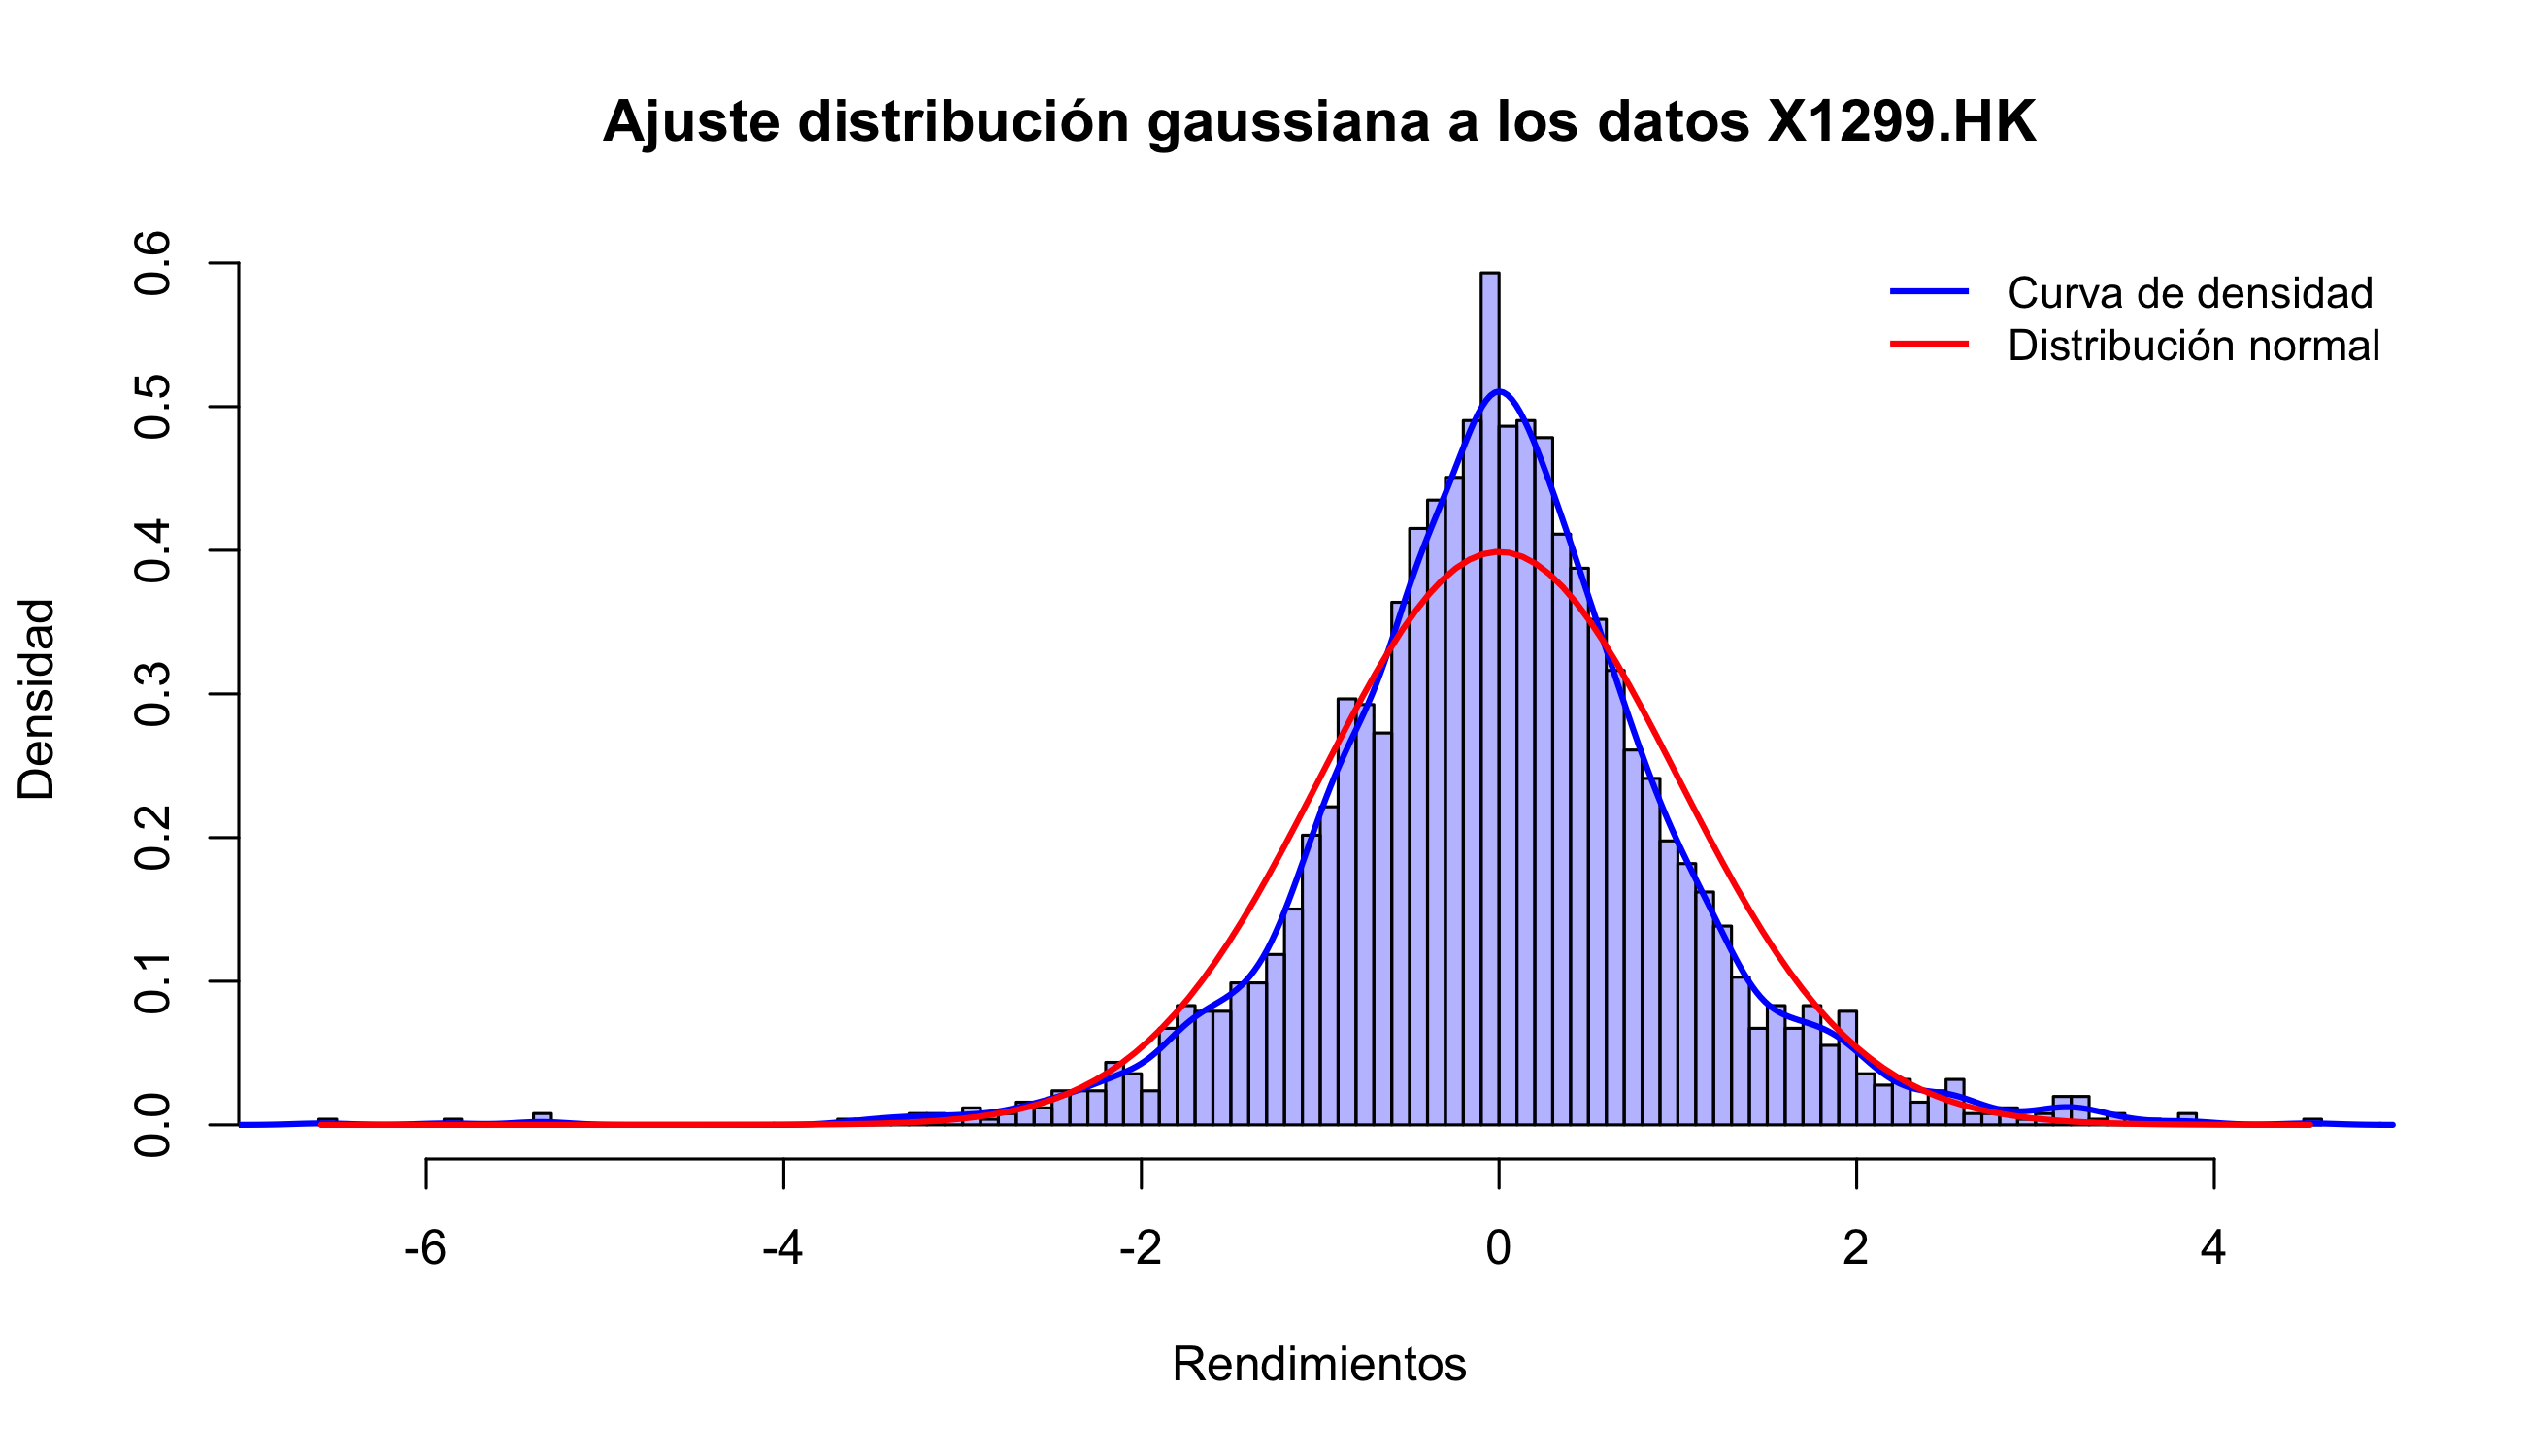 Ajuste distribución gaussiana a los datos X1299.HK
Curva de densidad
Distribución normal
Densidad
0.0 0.1 0.2 0.3 0.4 0.5 0.6
-6 -4 -2 0 2 4
Rendimientos